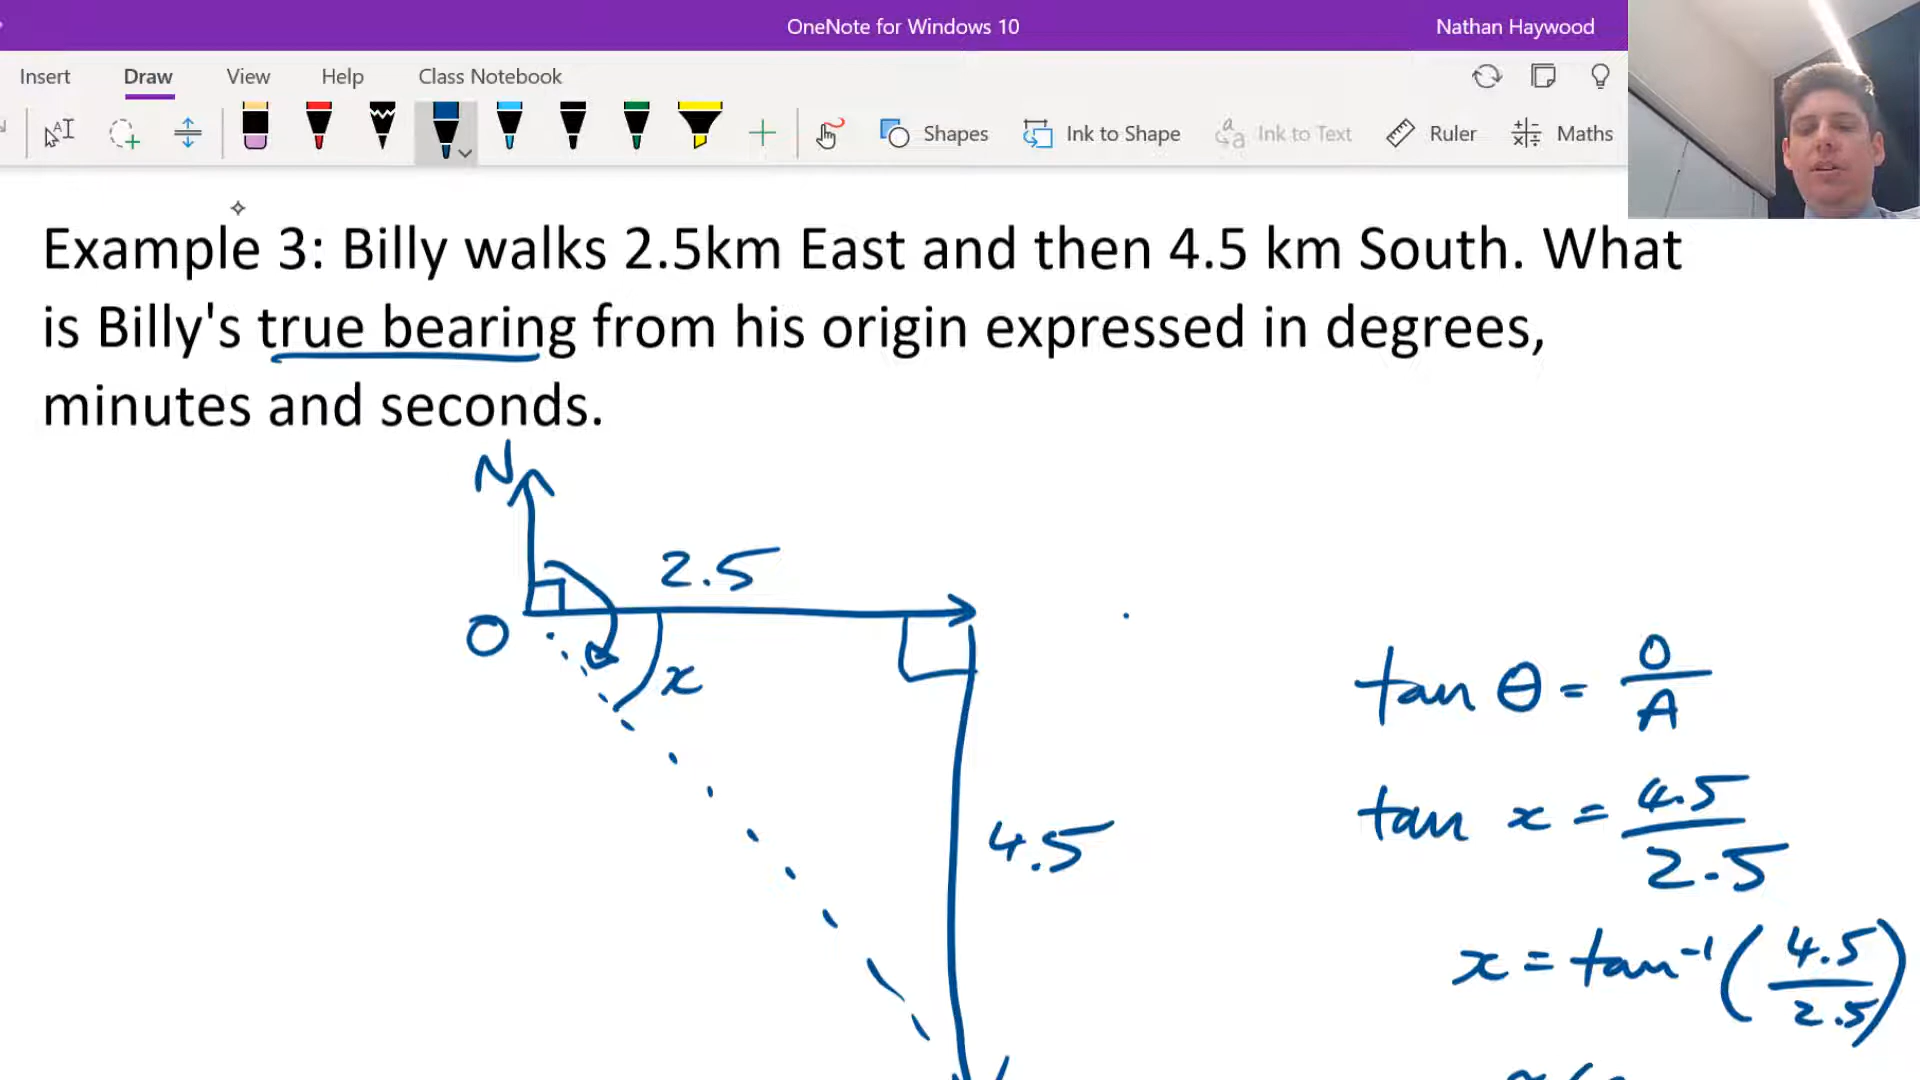 OneNote for Windows 10
Nathan Haywood
Insert Draw View Help Class Notebook
Shapes Ink to Shape Ink to Text Ruler Maths
Example 3: Billy walks 2.5km East and then 4.5 km South. What
is Billy's true bearing from his origin expressed in degrees,
minutes and seconds.
N
2.5
O
x
4.5
tan θ = O/A
tan x = 4.5/2.5
x = tan⁻¹(4.5/2.5)